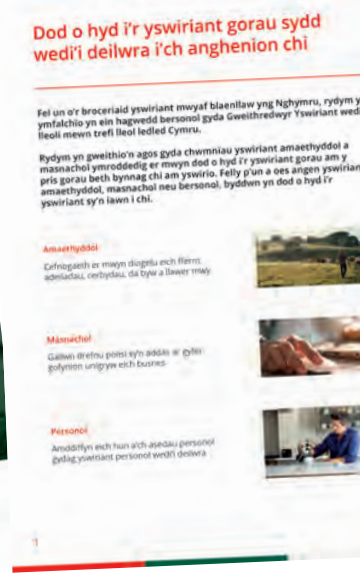 Dod o hyd i'r yswiriant gorau sydd
wedi'i deilwra i'ch anghenion chi
Fel un o'r broceriaid yswiriant mwyaf blaenllaw yng Nghymru, rydym y
ymfalchio yn ein hagwedd bersonol gyda Gweithredwyr Yswiriant wedi
lleoli mewn trefi lleol ledled Cymru.
Rydym yn gweithio'n agos gyda chwmniau yswiriant amaethyddol a
masnachol ymroddedig er mwyn dod o hyd i'r yswiriant gorau am y
pris gorau beth bynnag chi am yswirio. Felly p'un a oes angen yswirian
amaethyddol, masnachol neu bersonol, byddwn yn dod o hyd i'r
yswiriant sy'n iawn i chi.
Amaethyddol
Cefnogaeth er mwyn diogelu eich fferm,
adeiladau, cerbydau, da byw a llawer mwy.
Masnachol
Gallwn drefnu polisi sy'n addas ar gyfer
gofynion unigryw eich busnes.
Personol
Amddiffyn eich hun a'ch asedau personol
gydag yswiriant personol wedi'i deilwra.